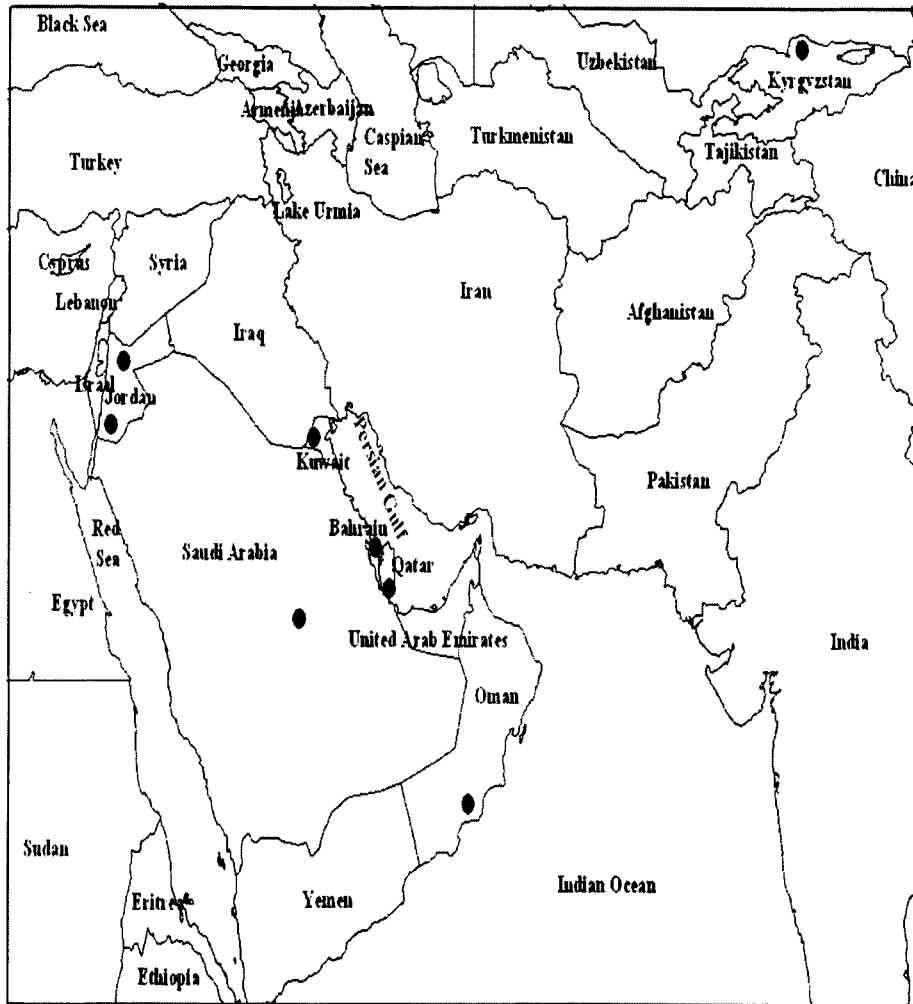 Black Sea
Georgia
Uzbekistan
Kyrgyzstan
Armenia
Azerbaijan
Caspian
Sea
Turkmenistan
Tajikistan
Turkey
China
Lake Urmia
Cyprus
Syria
Lebanon
Iraq
Iran
Afghanistan
Israel
Jordan
Kuwait
Persian Gulf
Pakistan
Red
Sea
Saudi Arabia
Bahrain
Qatar
Egypt
United Arab Emirates
India
Oman
Sudan
Eritrea
Yemen
Indian Ocean
Ethiopia